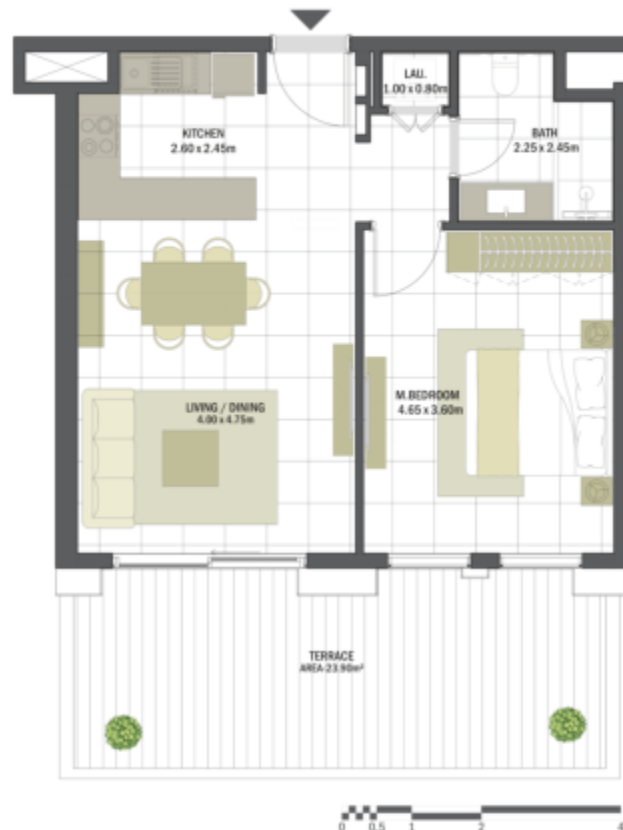 LAU.
1.00 x 0.80m
KITCHEN
2.60 x 2.45m
BATH
2.25 x 2.45m
M.BEDROOM
4.65 x 3.60m
LIVING / DINING
4.00 x 4.75m
TERRACE
AREA-23.90m²
0 0.5 1 2 4